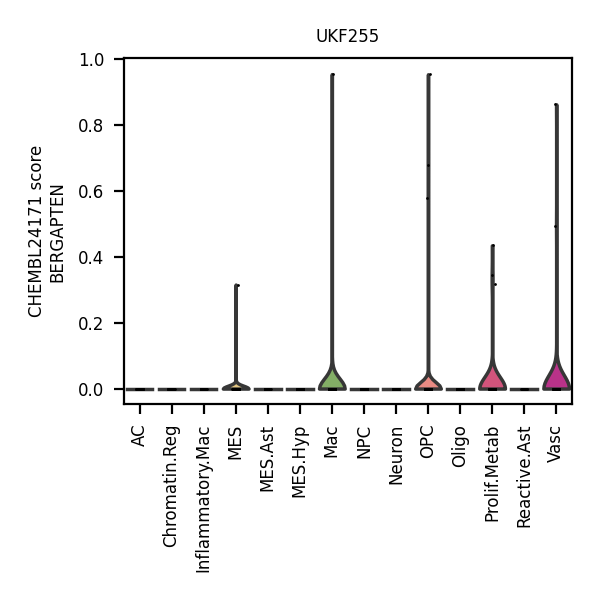 UKF255
CHEMBL24171 score
BERGAPTEN
1.0
0.8
0.6
0.4
0.2
0.0
AC
Chromatin.Reg
Inflammatory.Mac
MES
MES.Ast
MES.Hyp
Mac
NPC
Neuron
OPC
Oligo
Prolif.Metab
Reactive.Ast
Vasc